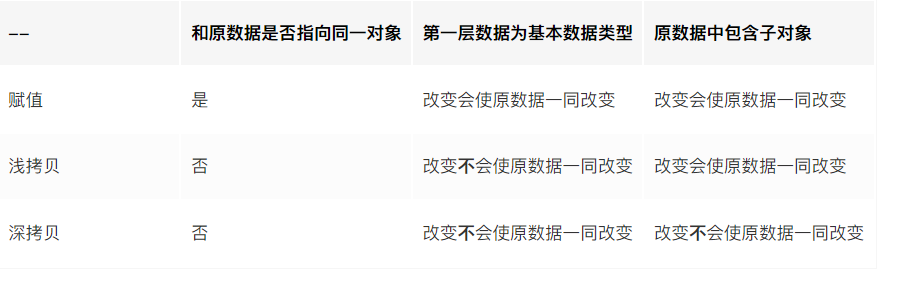 —— 和原数据是否指向同一对象 第一层数据为基本数据类型 原数据中包含子对象
赋值 是 改变会使原数据一同改变 改变会使原数据一同改变
浅拷贝 否 改变不会使原数据一同改变 改变会使原数据一同改变
深拷贝 否 改变不会使原数据一同改变 改变不会使原数据一同改变